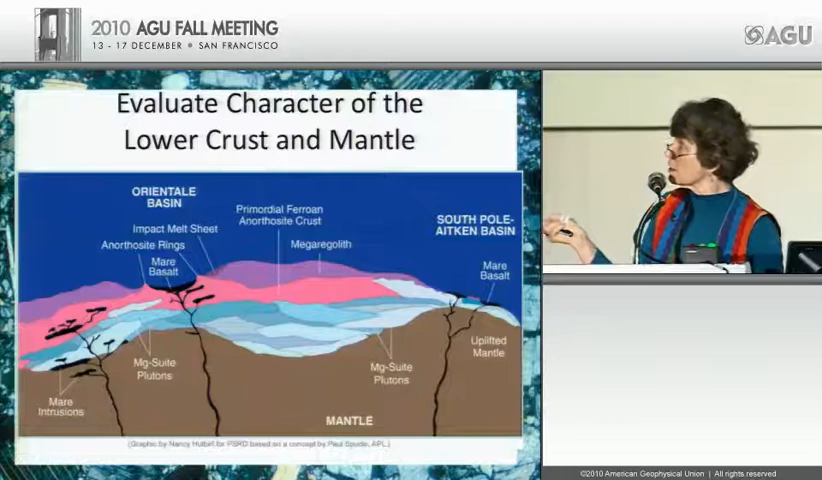 2010 AGU FALL MEETING
13 - 17 DECEMBER • SAN FRANCISCO
AGU
Evaluate Character of the
Lower Crust and Mantle
ORIENTALE
BASIN
Impact Melt Sheet
Anorthosite Rings
Mare
Basalt
Primordial Ferroan
Anorthosite Crust
Megaregolith
SOUTH POLE-
AITKEN BASIN
Mare
Basalt
Mg-Suite
Plutons
Mare
Intrusions
Mg-Suite
Plutons
Uplifted
Mantle
MANTLE
(Graphic by Nancy Hulbirt for PSRD based on a concept by Paul Spudis, APL.)
©2010 American Geophysical Union | All rights reserved